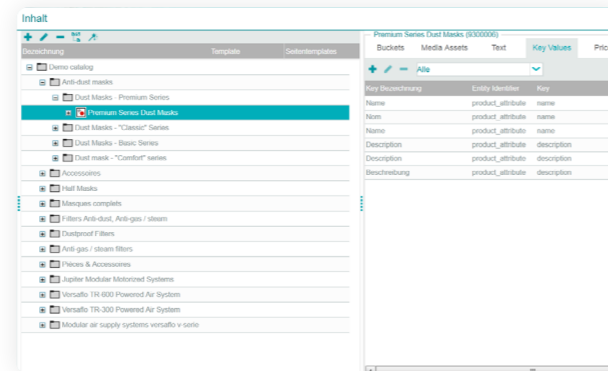 Inhalt
Bezeichnung Template Seitentemplates
Demo catalog
Anti-dust masks
Dust Masks - Premium Series
Premium Series Dust Masks
Dust Masks - "Classic" Series
Dust Masks - Basic Series
Dust mask - "Comfort" series
Accessoires
Half Masks
Masques complets
Filters Anti-dust, Anti-gas / steam
Dustproof Filters
Anti-gas / steam filters
Pièces & Accessoires
Jupiter Modular Motorized Systems
Versaflo TR-600 Powered Air System
Versaflo TR-300 Powered Air System
Modular air supply systems versaflo v-serie
Premium Series Dust Masks (9300006)
Buckets Media Assets Text Key Values Pric
Alle
Key Bezeichnung Entity Identifier Key
Name product_attribute name
Nom product_attribute name
Name product_attribute name
Description product_attribute description
Description product_attribute description
Beschreibung product_attribute description